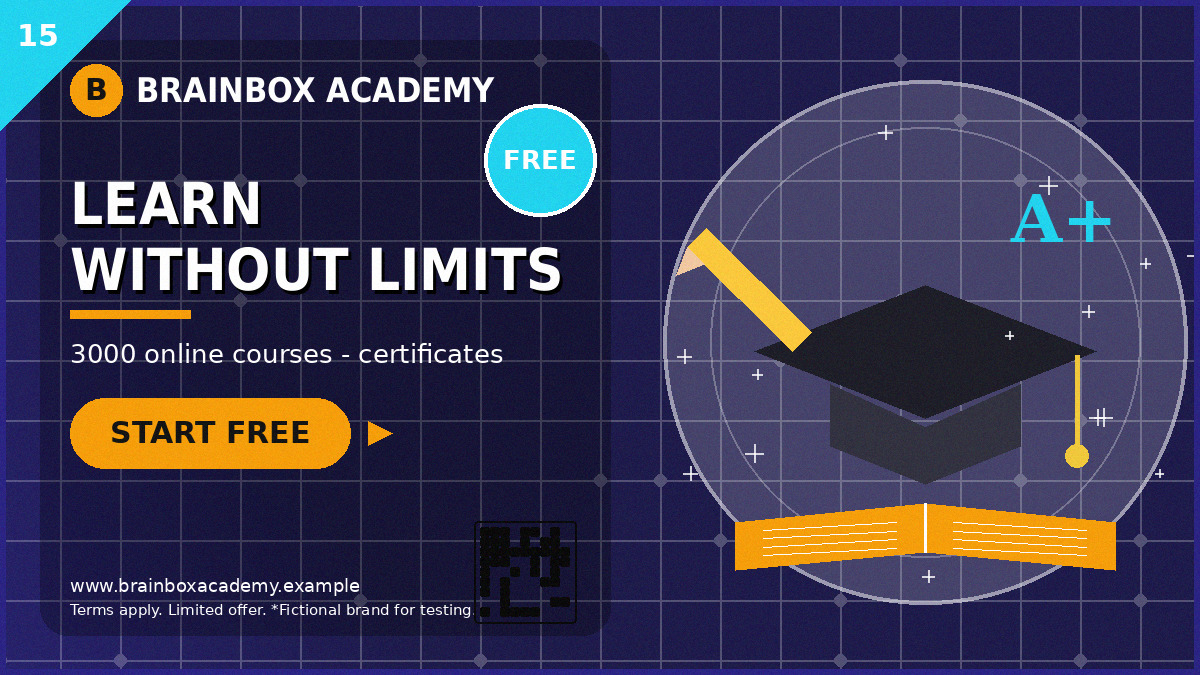 15
B BRAINBOX ACADEMY
FREE
LEARN
WITHOUT LIMITS
3000 online courses - certificates
START FREE
www.brainboxacademy.example
Terms apply. Limited offer. *Fictional brand for testing.
A+